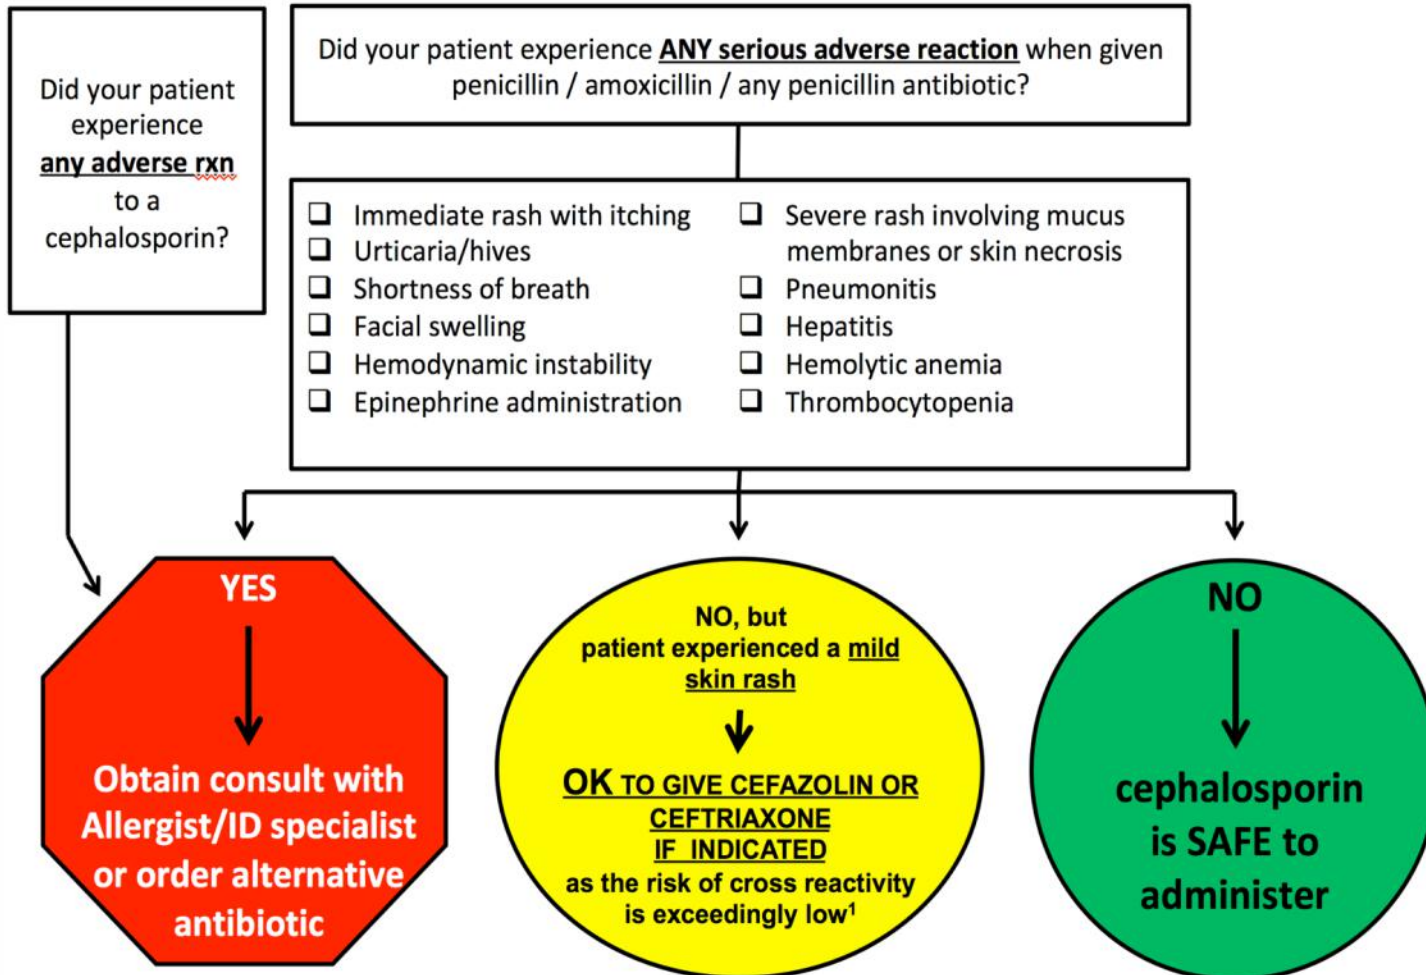 Did your patient
experience
any adverse rxn
to a
cephalosporin?
Did your patient experience ANY serious adverse reaction when given
penicillin / amoxicillin / any penicillin antibiotic?
❑ Immediate rash with itching
❑ Urticaria/hives
❑ Shortness of breath
❑ Facial swelling
❑ Hemodynamic instability
❑ Epinephrine administration
❑ Severe rash involving mucus
membranes or skin necrosis
❑ Pneumonitis
❑ Hepatitis
❑ Hemolytic anemia
❑ Thrombocytopenia
YES
Obtain consult with
Allergist/ID specialist
or order alternative
antibiotic
NO, but
patient experienced a mild
skin rash
OK TO GIVE CEFAZOLIN OR
CEFTRIAXONE
IF INDICATED
as the risk of cross reactivity
is exceedingly low¹
NO
cephalosporin
is SAFE to
administer